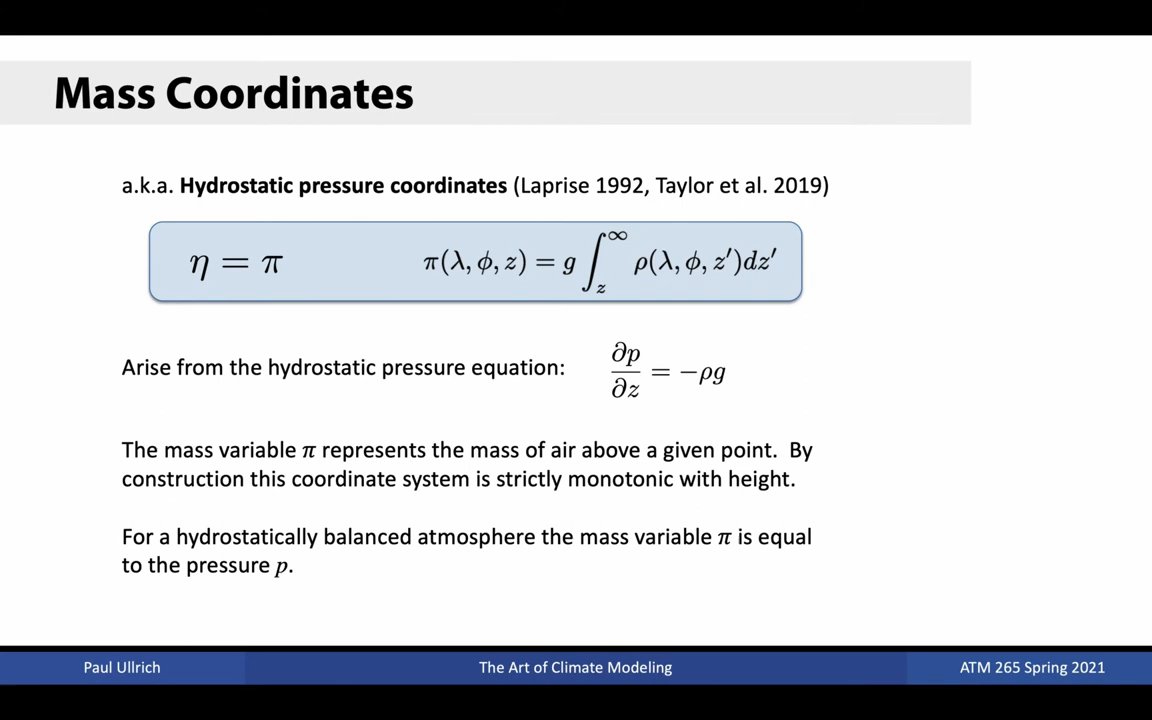 Mass Coordinates
a.k.a. Hydrostatic pressure coordinates (Laprise 1992, Taylor et al. 2019)
η = π π(λ, ϕ, z) = g ∫_z^∞ ρ(λ, ϕ, z′)dz′
Arise from the hydrostatic pressure equation: ∂p/∂z = −ρg
The mass variable π represents the mass of air above a given point. By
construction this coordinate system is strictly monotonic with height.
For a hydrostatically balanced atmosphere the mass variable π is equal
to the pressure p.
Paul Ullrich The Art of Climate Modeling ATM 265 Spring 2021